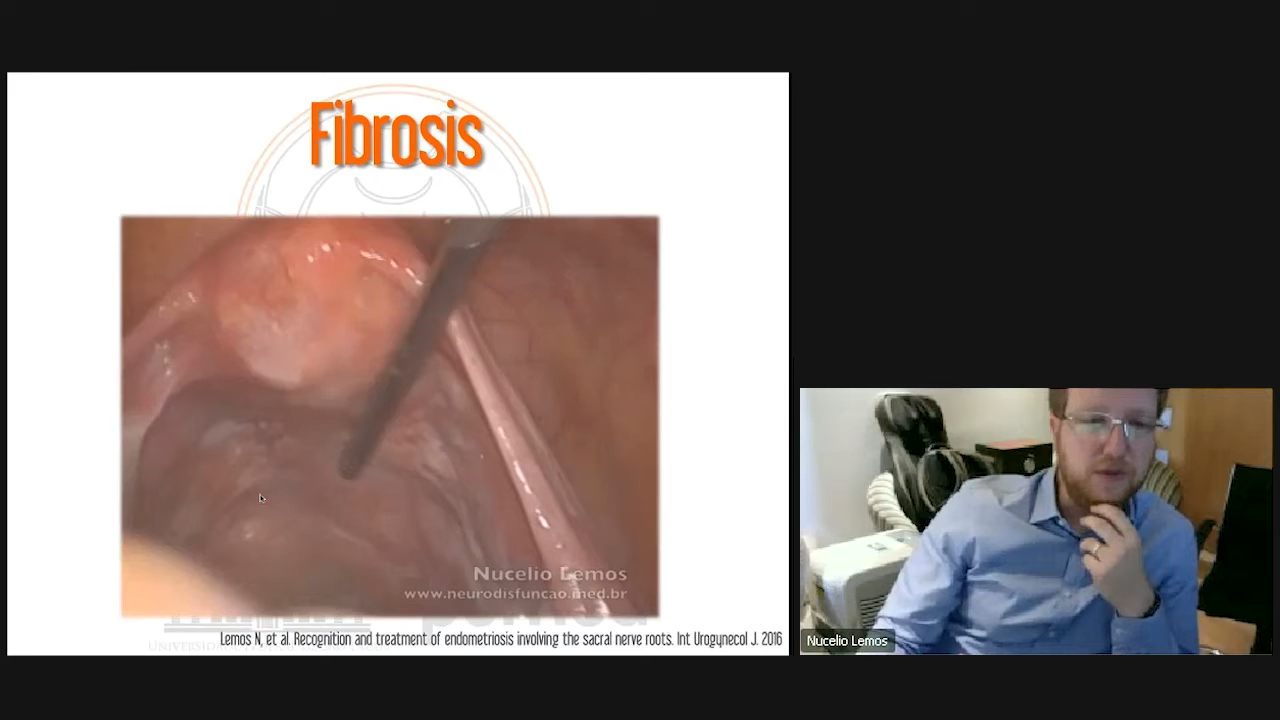 Fibrosis
Nucelio Lemos
www.neurodisfuncao.med.br
Lemos N, et al. Recognition and treatment of endometriosis involving the sacral nerve roots. Int Urogynecol J. 2016
Nucelio Lemos